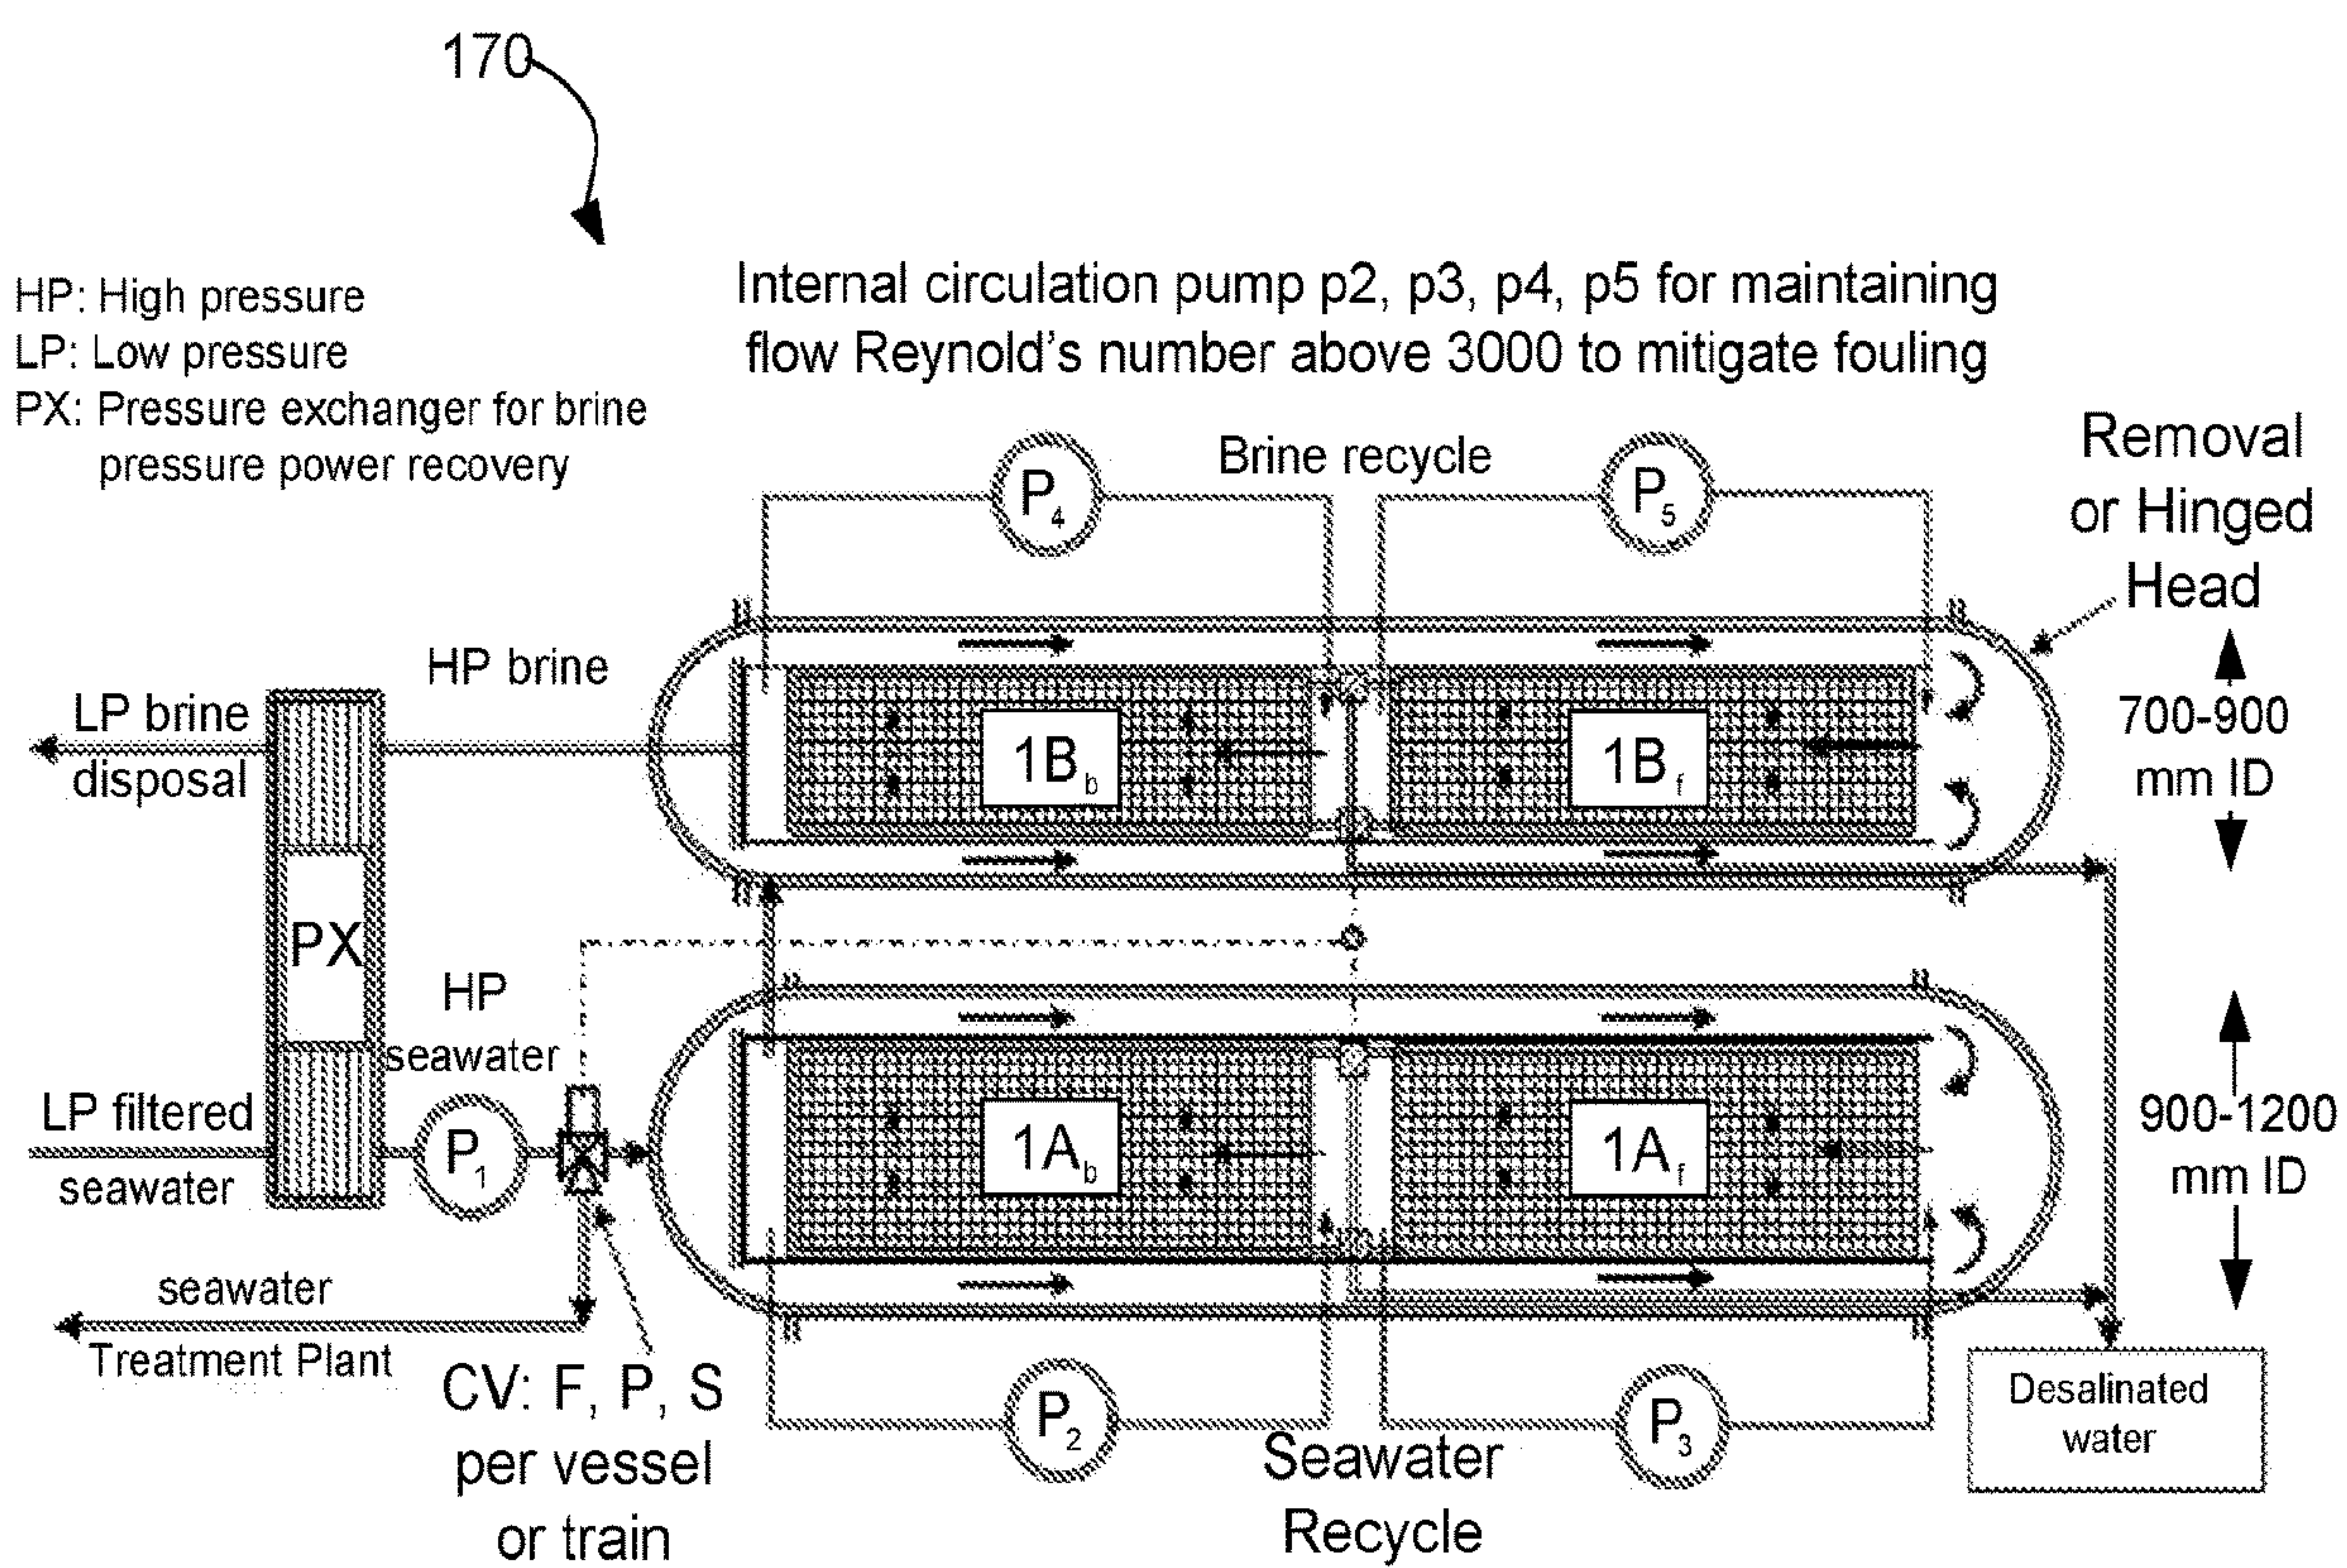 170
HP: High pressure
LP: Low pressure
PX: Pressure exchanger for brine
pressure power recovery
Internal circulation pump p2, p3, p4, p5 for maintaining
flow Reynold's number above 3000 to mitigate fouling
Removal
or Hinged
Head
Brine recycle
P4
P5
HP brine
LP brine
disposal
1Bb
1Bf
700-900
mm ID
PX
HP
seawater
LP filtered
seawater
P1
1Ab
1Af
900-1200
mm ID
seawater
Treatment Plant
CV: F, P, S
per vessel
or train
P2
P3
Seawater
Recycle
Desalinated
water